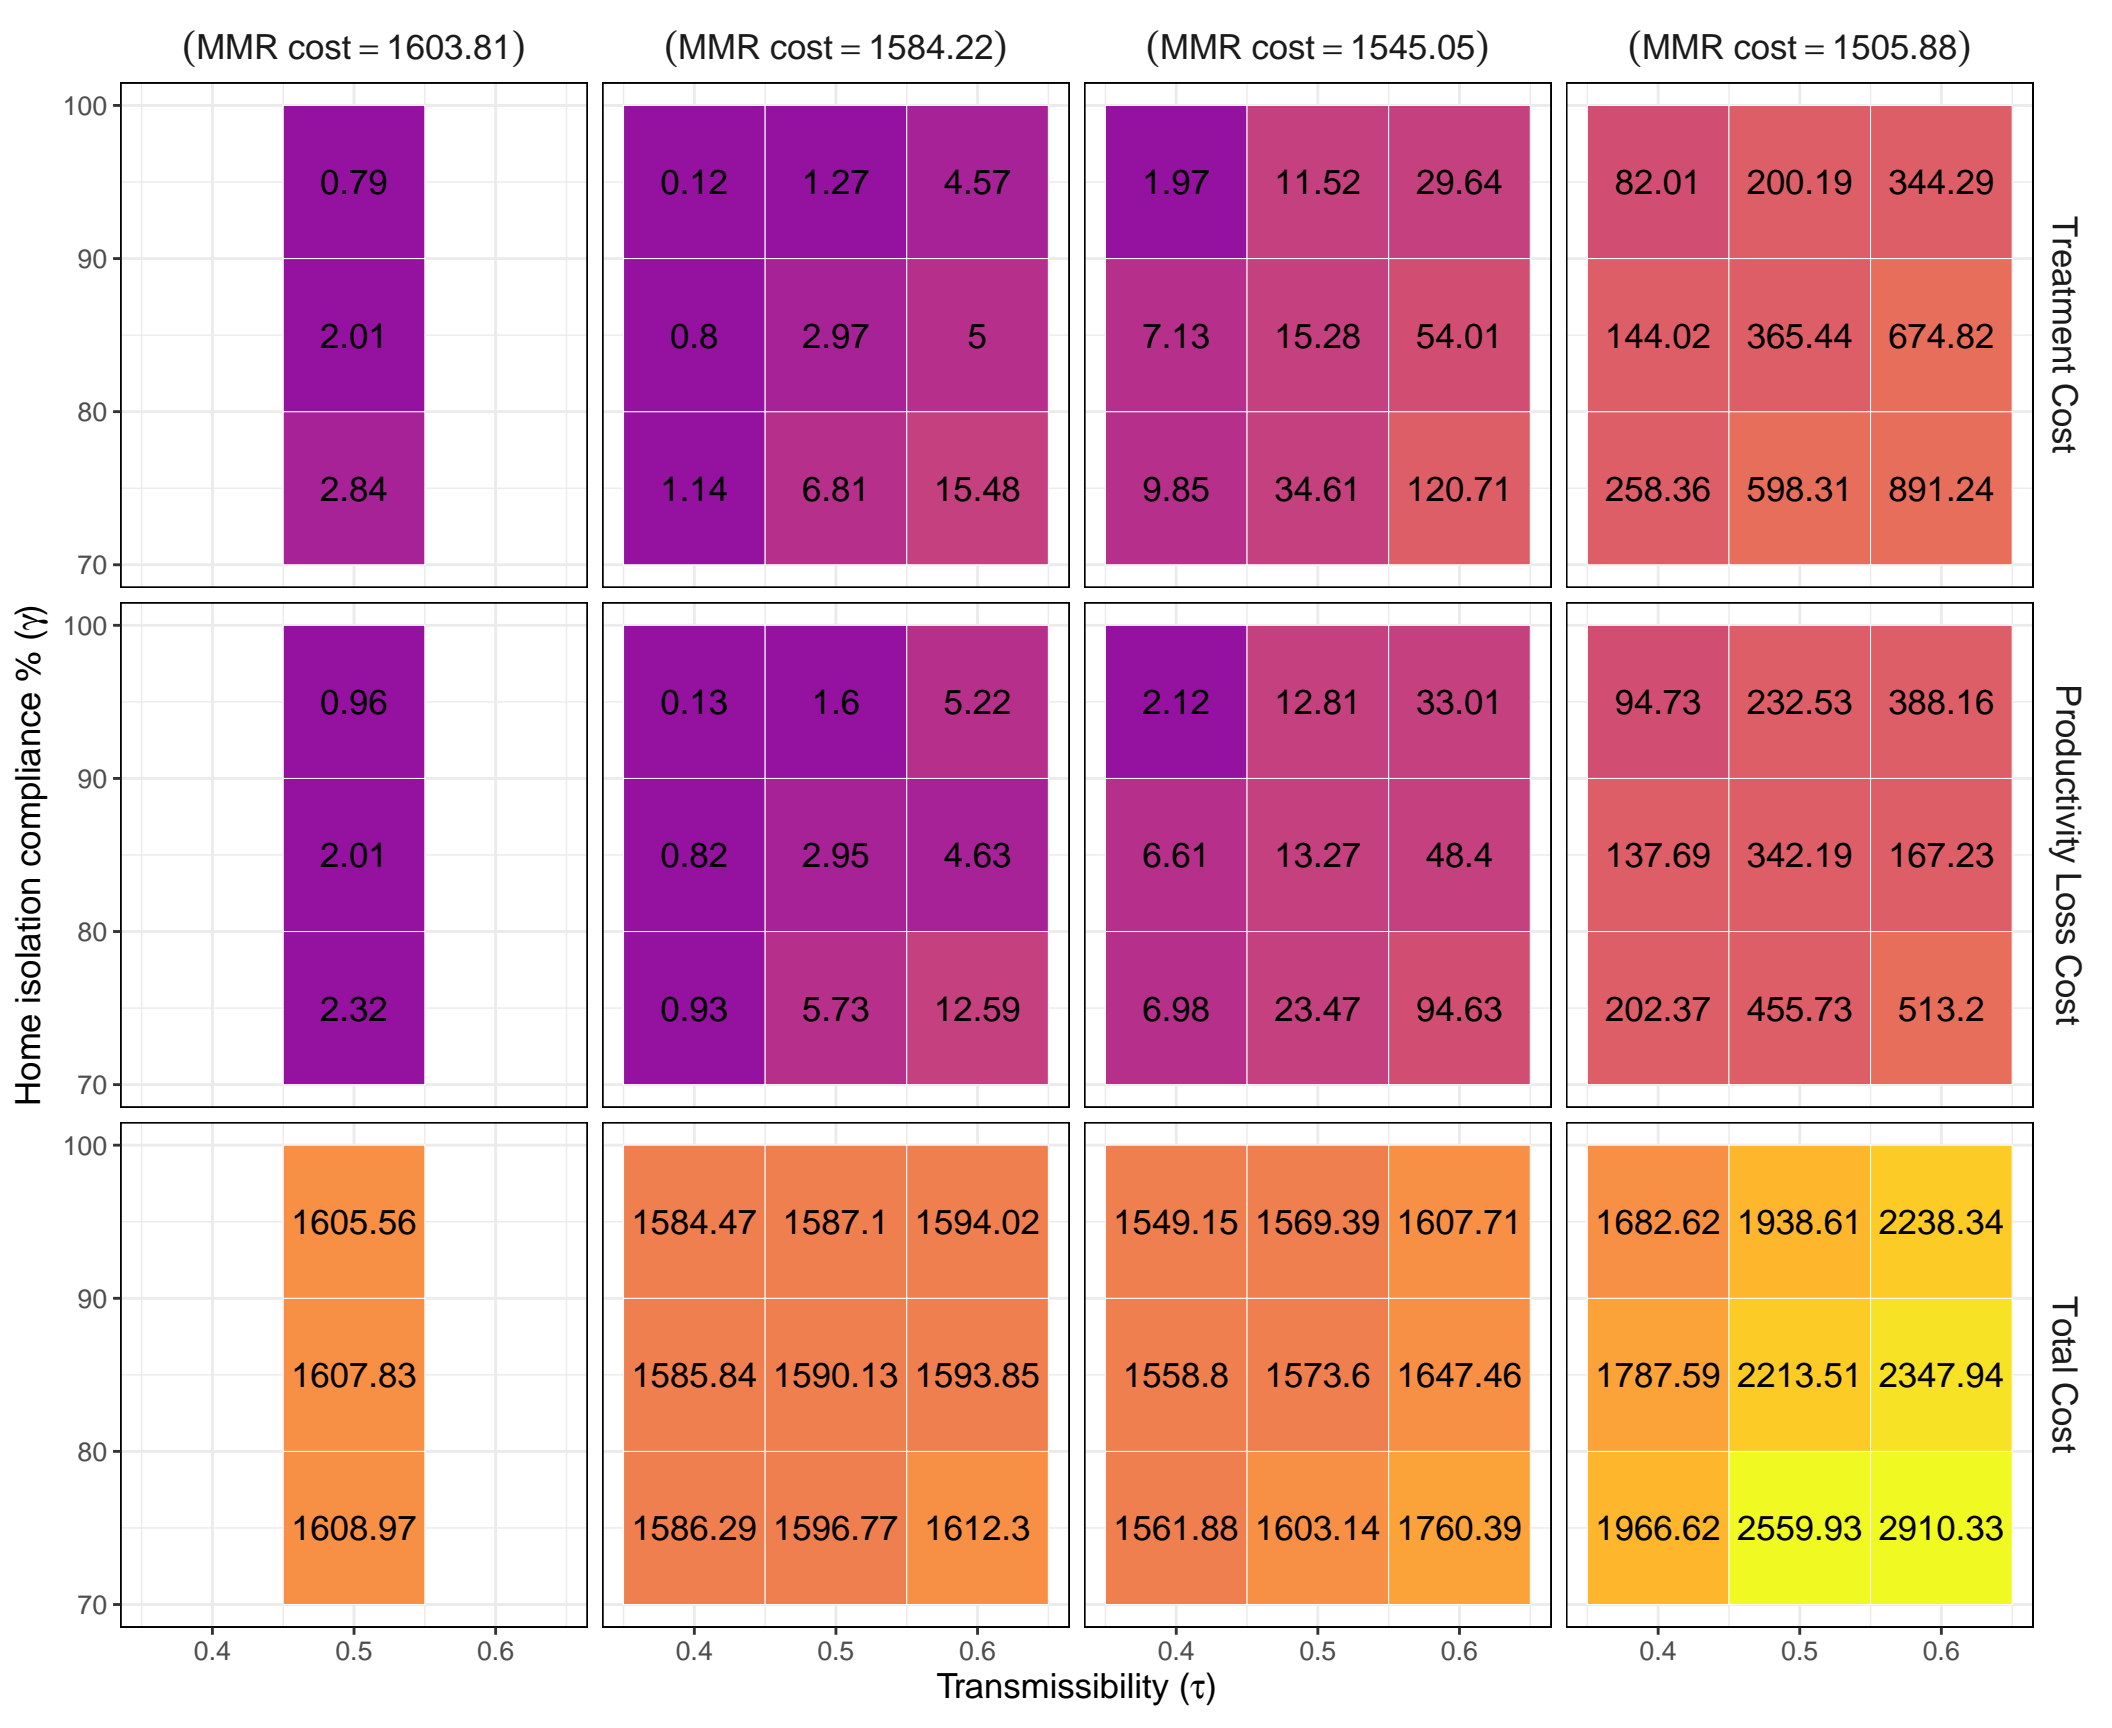 (MMR cost = 1603.81) (MMR cost = 1584.22) (MMR cost = 1545.05) (MMR cost = 1505.88)
100
0.79 0.12 1.27 4.57 1.97 11.52 29.64 82.01 200.19 344.29
90
2.01 0.8 2.97 5 7.13 15.28 54.01 144.02 365.44 674.82
80
2.84 1.14 6.81 15.48 9.85 34.61 120.71 258.36 598.31 891.24
70
Treatment Cost
Home isolation compliance % (γ)
100
0.96 0.13 1.6 5.22 2.12 12.81 33.01 94.73 232.53 388.16
90
2.01 0.82 2.95 4.63 6.61 13.27 48.4 137.69 342.19 167.23
80
2.32 0.93 5.73 12.59 6.98 23.47 94.63 202.37 455.73 513.2
70
Productivity Loss Cost
100
1605.56 1584.47 1587.1 1594.02 1549.15 1569.39 1607.71 1682.62 1938.61 2238.34
90
1607.83 1585.84 1590.13 1593.85 1558.8 1573.6 1647.46 1787.59 2213.51 2347.94
80
1608.97 1586.29 1596.77 1612.3 1561.88 1603.14 1760.39 1966.62 2559.93 2910.33
70
Total Cost
0.4 0.5 0.6 0.4 0.5 0.6 0.4 0.5 0.6 0.4 0.5 0.6
Transmissibility (τ)